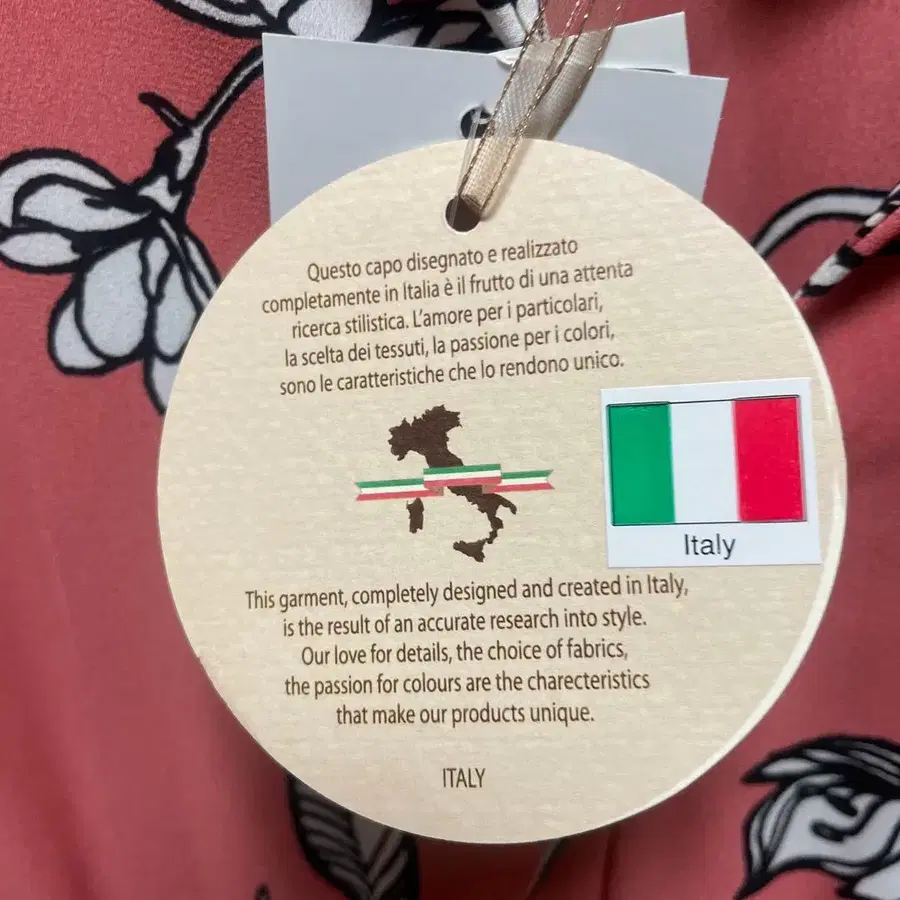 Questo capo disegnato e realizzato
completamente in Italia è il frutto di una attenta
ricerca stilistica. L'amore per i particolari,
la scelta dei tessuti, la passione per i colori,
sono le caratteristiche che lo rendono unico.
Italy
This garment, completely designed and created in Italy,
is the result of an accurate research into style.
Our love for details, the choice of fabrics,
the passion for colours are the charecteristics
that make our products unique.
ITALY